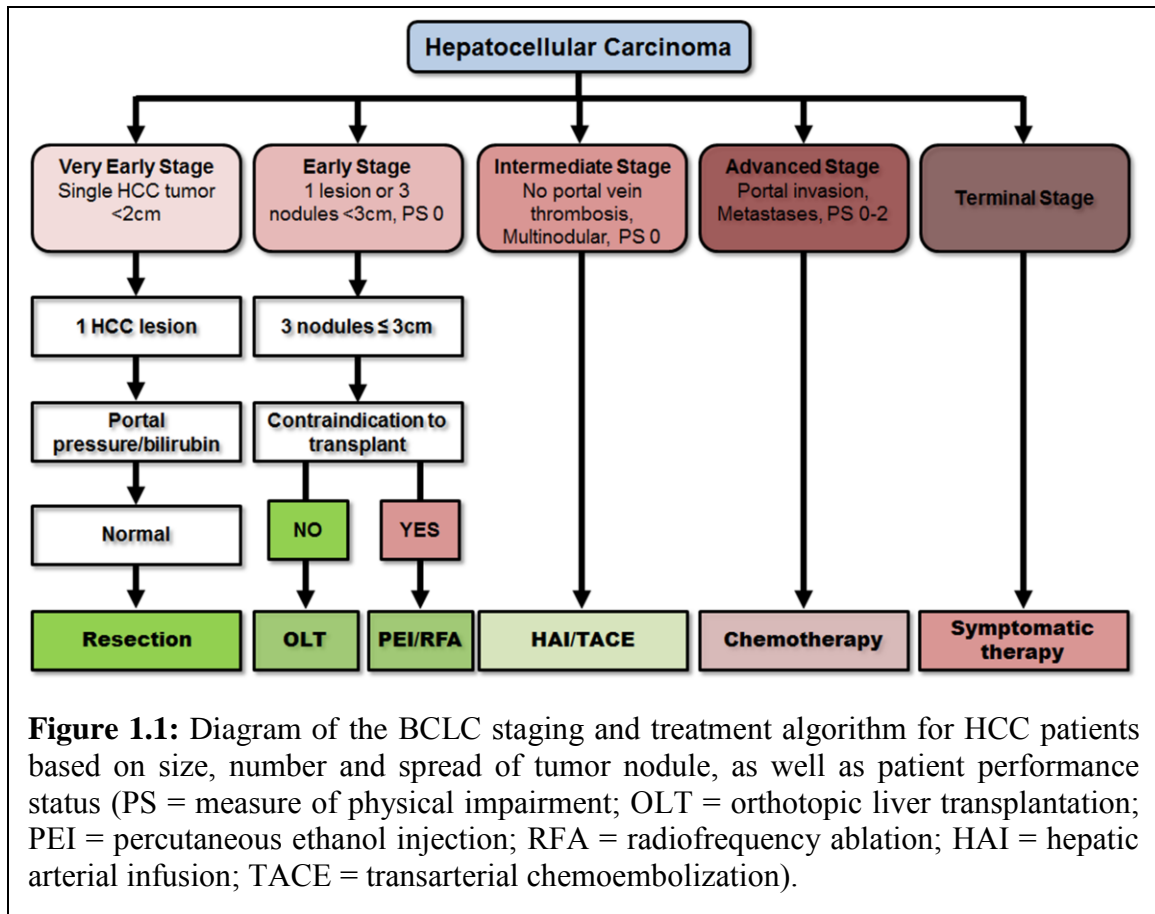 Hepatocellular Carcinoma
Very Early Stage
Single HCC tumor
<2cm
Early Stage
1 lesion or 3
nodules <3cm, PS 0
Intermediate Stage
No portal vein
thrombosis,
Multinodular, PS 0
Advanced Stage
Portal invasion,
Metastases, PS 0-2
Terminal Stage
1 HCC lesion
3 nodules ≤ 3cm
Portal
pressure/bilirubin
Contraindication to
transplant
Normal
NO
YES
Resection
OLT
PEI/RFA
HAI/TACE
Chemotherapy
Symptomatic
therapy
Figure 1.1: Diagram of the BCLC staging and treatment algorithm for HCC patients
based on size, number and spread of tumor nodule, as well as patient performance
status (PS = measure of physical impairment; OLT = orthotopic liver transplantation;
PEI = percutaneous ethanol injection; RFA = radiofrequency ablation; HAI = hepatic
arterial infusion; TACE = transarterial chemoembolization).